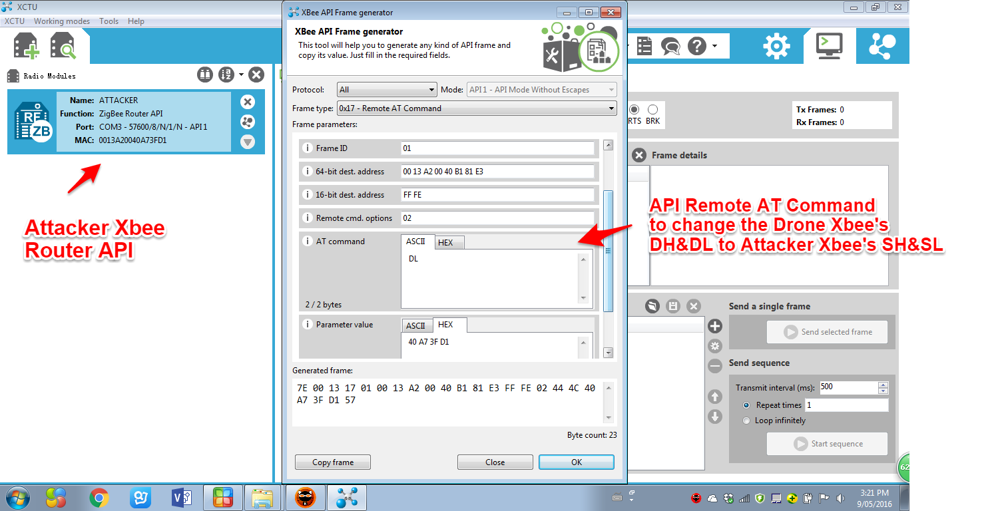 XCTU
XCTU Working modes Tools Help
Radio Modules
Name: ATTACKER
Function: ZigBee Router API
Port: COM3 - 57600/8/N/1/N - API 1
MAC: 0013A20040A73FD1
RF
ZB
Attacker Xbee
Router API
XBee API Frame generator
XBee API Frame generator
This tool will help you to generate any kind of API frame and
copy its value. Just fill in the required fields.
Protocol: All Mode: API 1 - API Mode Without Escapes
Frame type: 0x17 - Remote AT Command
Frame parameters:
i Frame ID 01
i 64-bit dest. address 00 13 A2 00 40 B1 81 E3
i 16-bit dest. address FF FE
i Remote cmd. options 02
i AT command ASCII HEX
DL
2 / 2 bytes
i Parameter value ASCII HEX
40 A7 3F D1
Generated frame:
7E 00 13 17 01 00 13 A2 00 40 B1 81 E3 FF FE 02 44 4C 40
A7 3F D1 57
Byte count: 23
Copy frame Close OK
RTS BRK
Tx Frames: 0
Rx Frames: 0
Frame details
API Remote AT Command
to change the Drone Xbee's
DH&DL to Attacker Xbee's SH&SL
Send a single frame
Send selected frame
Send sequence
Transmit interval (ms): 500
Repeat times 1
Loop infinitely
Start sequence
62
3:21 PM
9/05/2016